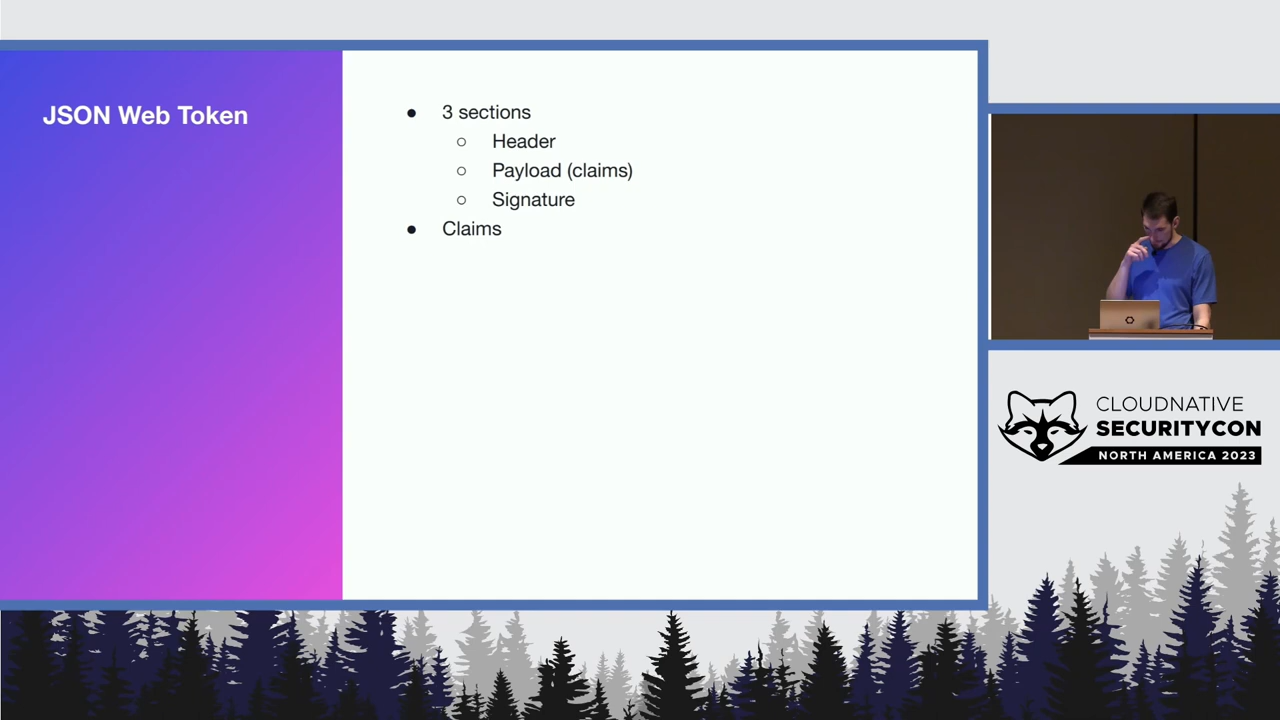 JSON Web Token
● 3 sections
○ Header
○ Payload (claims)
○ Signature
● Claims
CLOUDNATIVE
SECURITYCON
NORTH AMERICA 2023